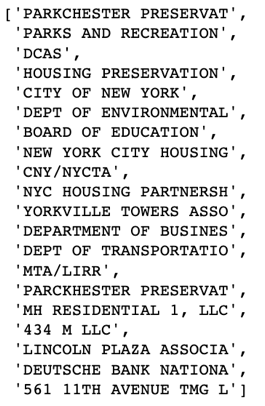 ['PARKCHESTER PRESERVAT',
'PARKS AND RECREATION',
'DCAS',
'HOUSING PRESERVATION',
'CITY OF NEW YORK',
'DEPT OF ENVIRONMENTAL',
'BOARD OF EDUCATION',
'NEW YORK CITY HOUSING',
'CNY/NYCTA',
'NYC HOUSING PARTNERSH',
'YORKVILLE TOWERS ASSO',
'DEPARTMENT OF BUSINES',
'DEPT OF TRANSPORTATIO',
'MTA/LIRR',
'PARCKHESTER PRESERVAT',
'MH RESIDENTIAL 1, LLC',
'434 M LLC',
'LINCOLN PLAZA ASSOCIA',
'DEUTSCHE BANK NATIONA',
'561 11TH AVENUE TMG L']